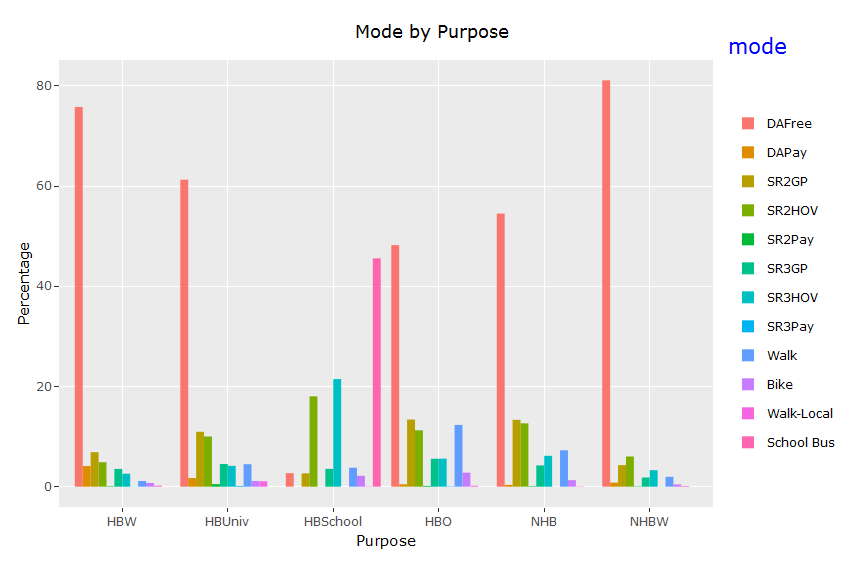 Mode by Purpose
mode
DAFree
DAPay
SR2GP
SR2HOV
SR2Pay
SR3GP
SR3HOV
SR3Pay
Walk
Bike
Walk-Local
School Bus
Percentage
80
60
40
20
0
HBW HBUniv HBSchool HBO NHB NHBW
Purpose